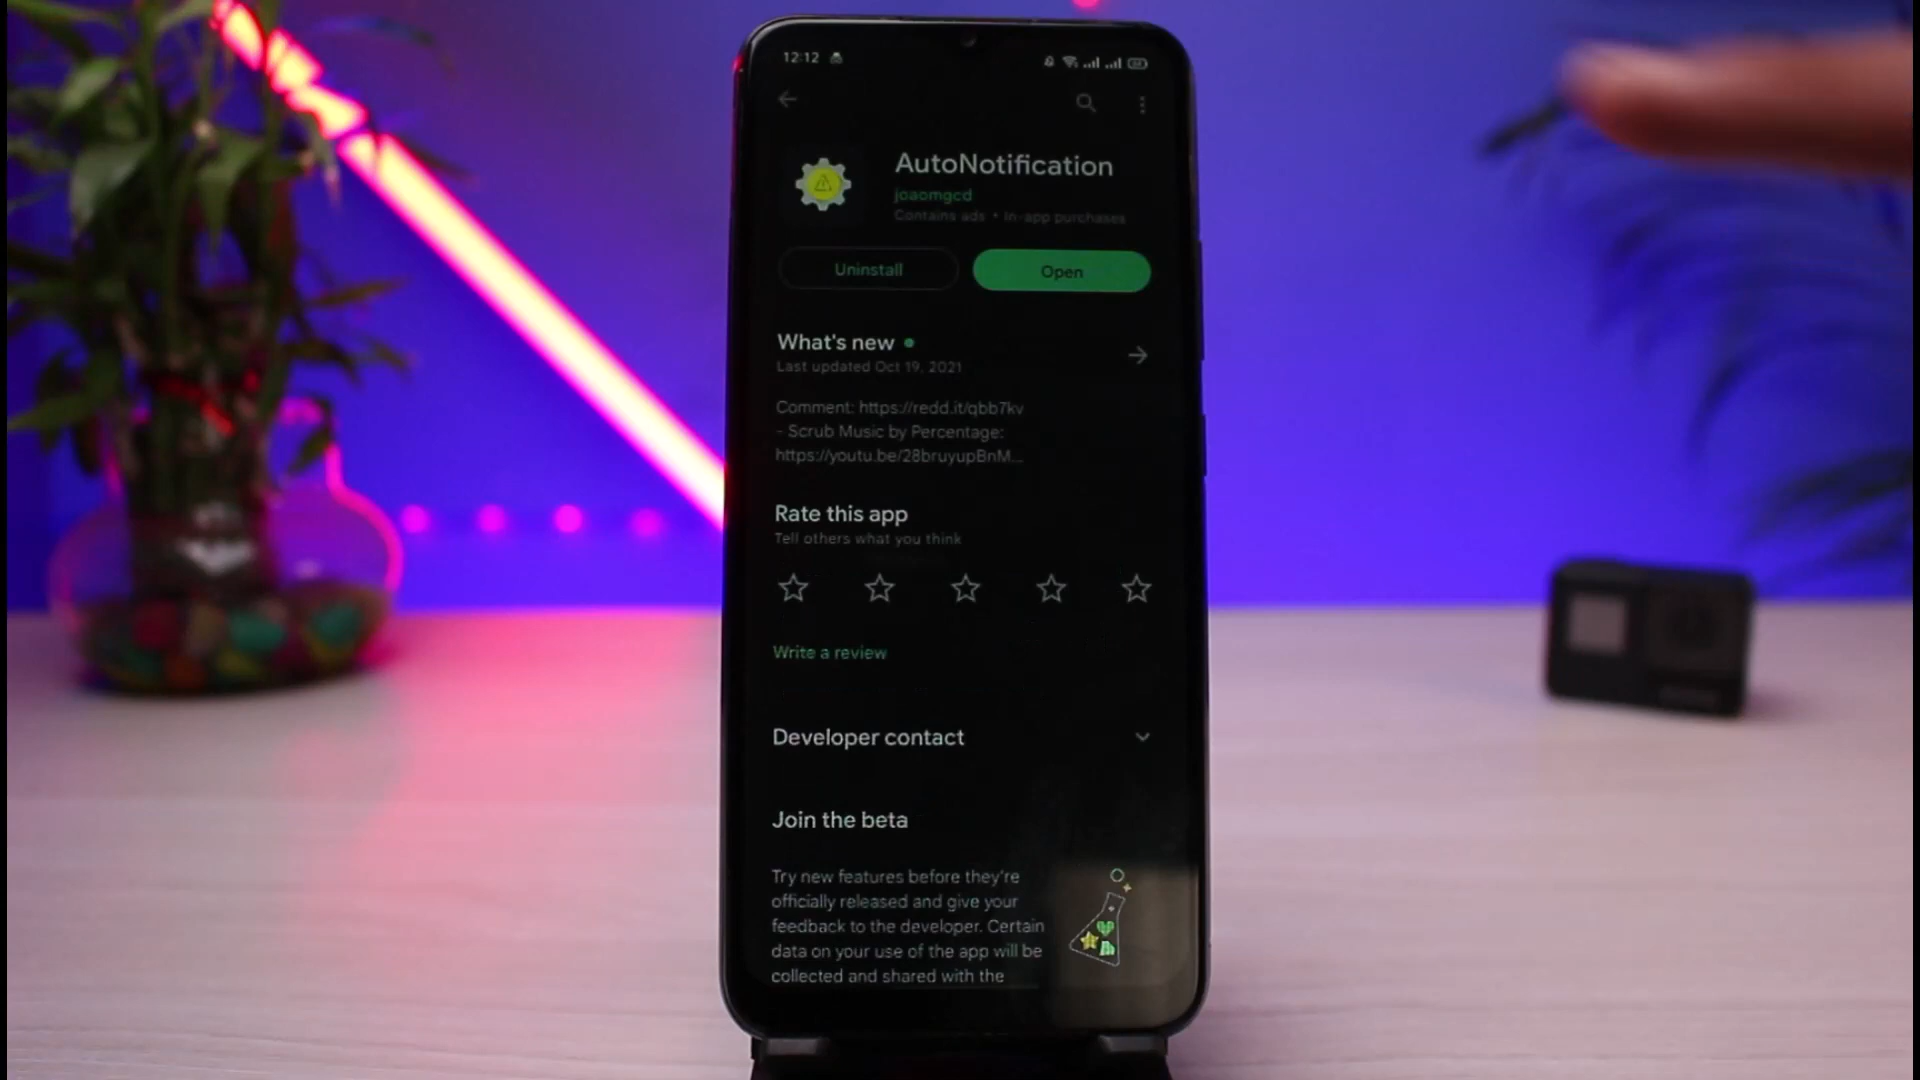 12:12
AutoNotification
joaomgcd
Contains ads • In-app purchases
Uninstall
Open
What's new
Last updated Oct 19, 2021
Comment: https://redd.it/qbb7kv
- Scrub Music by Percentage:
https://youtu.be/28bruyupBnM...
Rate this app
Tell others what you think
Write a review
Developer contact
Join the beta
Try new features before they're
officially released and give your
feedback to the developer. Certain
data on your use of the app will be
collected and shared with the